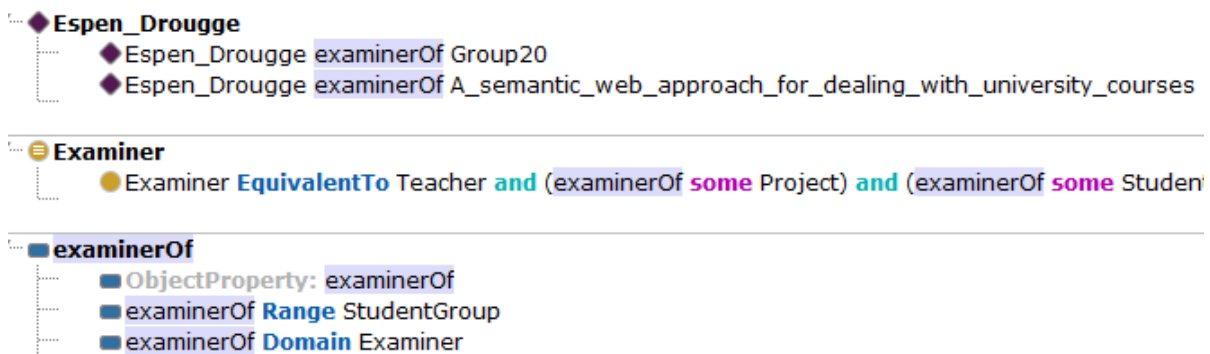 Espen_Drougge
Espen_Drougge examinerOf Group20
Espen_Drougge examinerOf A_semantic_web_approach_for_dealing_with_university_courses
Examiner
Examiner EquivalentTo Teacher and (examinerOf some Project) and (examinerOf some Student
examinerOf
ObjectProperty: examinerOf
examinerOf Range StudentGroup
examinerOf Domain Examiner